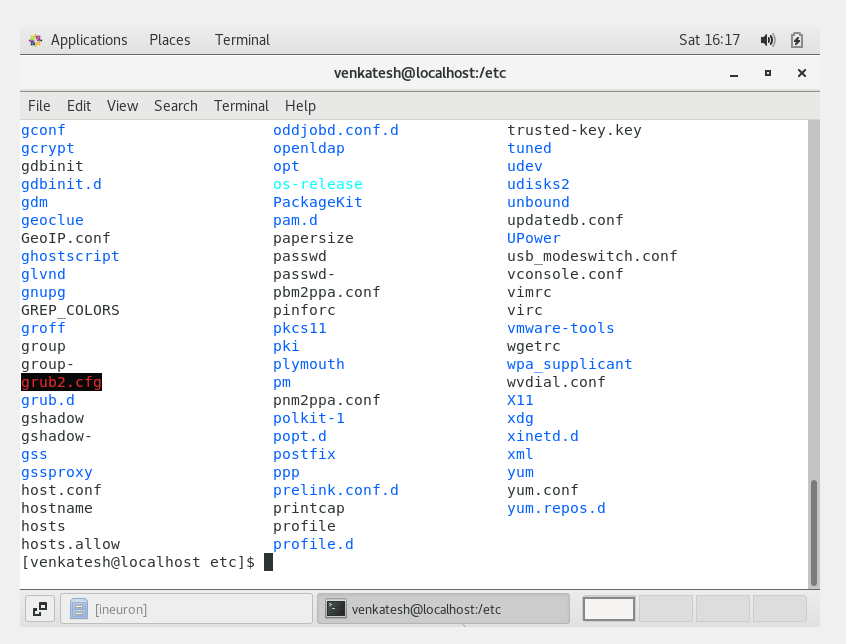 Applications Places Terminal Sat 16:17
venkatesh@localhost:/etc
File Edit View Search Terminal Help
gconf oddjobd.conf.d trusted-key.key
gcrypt openldap tuned
gdbinit opt udev
gdbinit.d os-release udisks2
gdm PackageKit unbound
geoclue pam.d updatedb.conf
GeoIP.conf papersize UPower
ghostscript passwd usb_modeswitch.conf
glvnd passwd- vconsole.conf
gnupg pbm2ppa.conf vimrc
GREP_COLORS pinforc virc
groff pkcs11 vmware-tools
group pki wgetrc
group- plymouth wpa_supplicant
grub2.cfg pm wvdial.conf
grub.d pnm2ppa.conf X11
gshadow polkit-1 xdg
gshadow- popt.d xinetd.d
gss postfix xml
gssproxy ppp yum
host.conf prelink.conf.d yum.conf
hostname printcap yum.repos.d
hosts profile
hosts.allow profile.d
[venkatesh@localhost etc]$
[ineuron] venkatesh@localhost:/etc